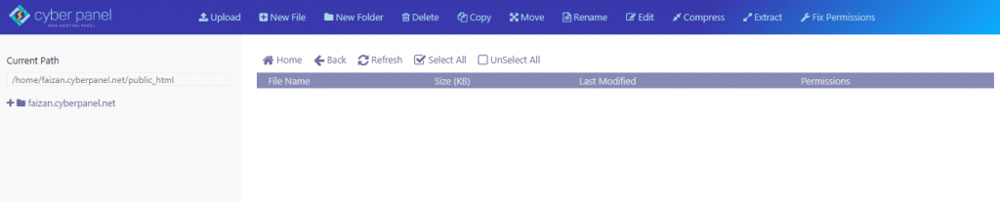 cyber panel
WEB HOSTING PANEL
Upload New File New Folder Delete Copy Move Rename Edit Compress Extract Fix Permissions
Current Path
/home/faizan.cyberpanel.net/public_html
faizan.cyberpanel.net
Home Back Refresh Select All UnSelect All
File Name Size (KB) Last Modified Permissions